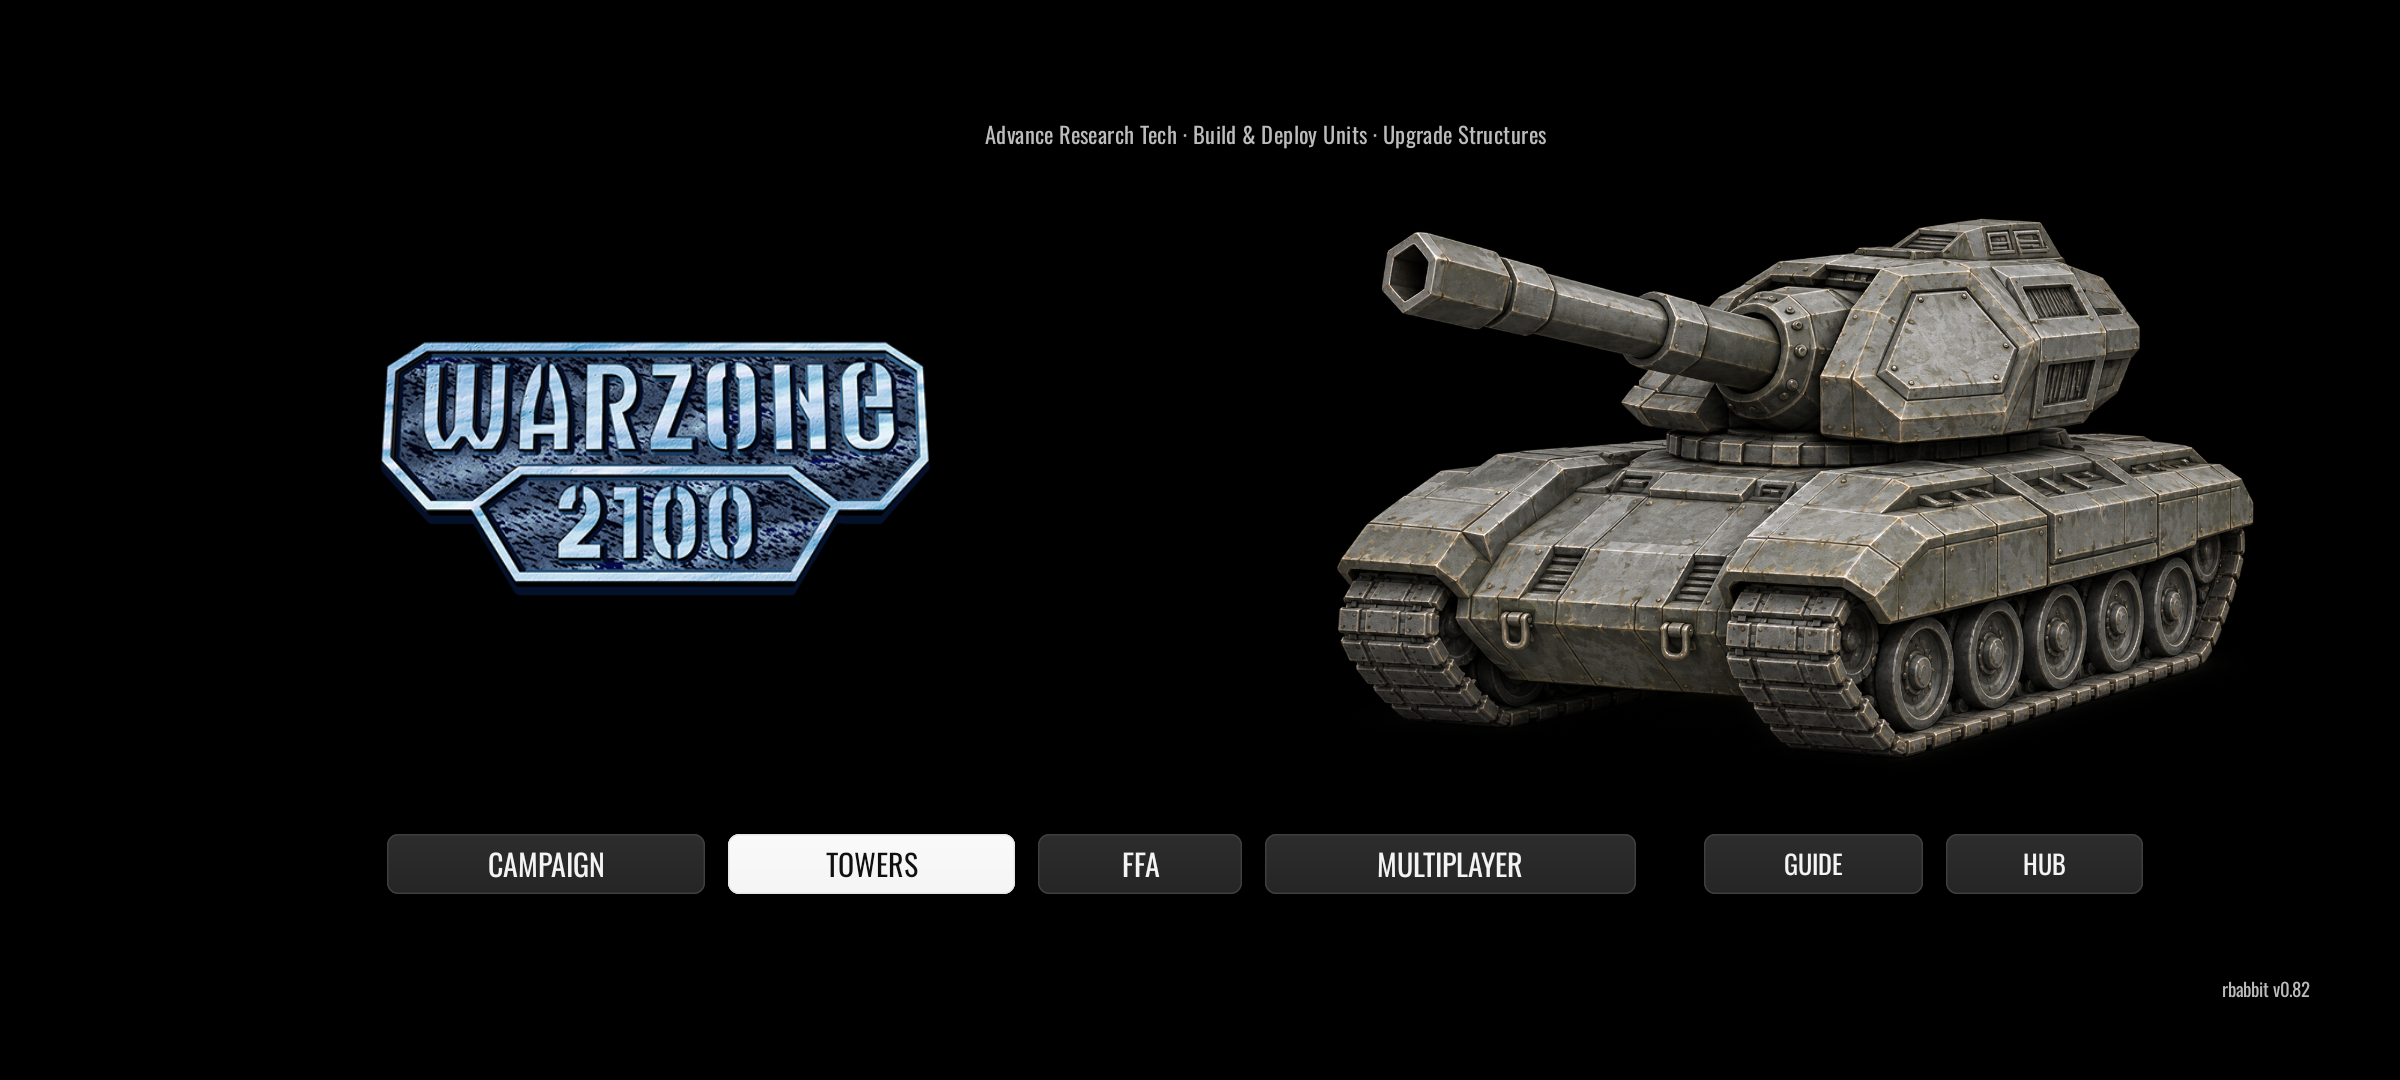 Advance Research Tech · Build & Deploy Units · Upgrade Structures
WARZONE
2100
CAMPAIGN
TOWERS
FFA
MULTIPLAYER
GUIDE
HUB
rbabbit v0.82